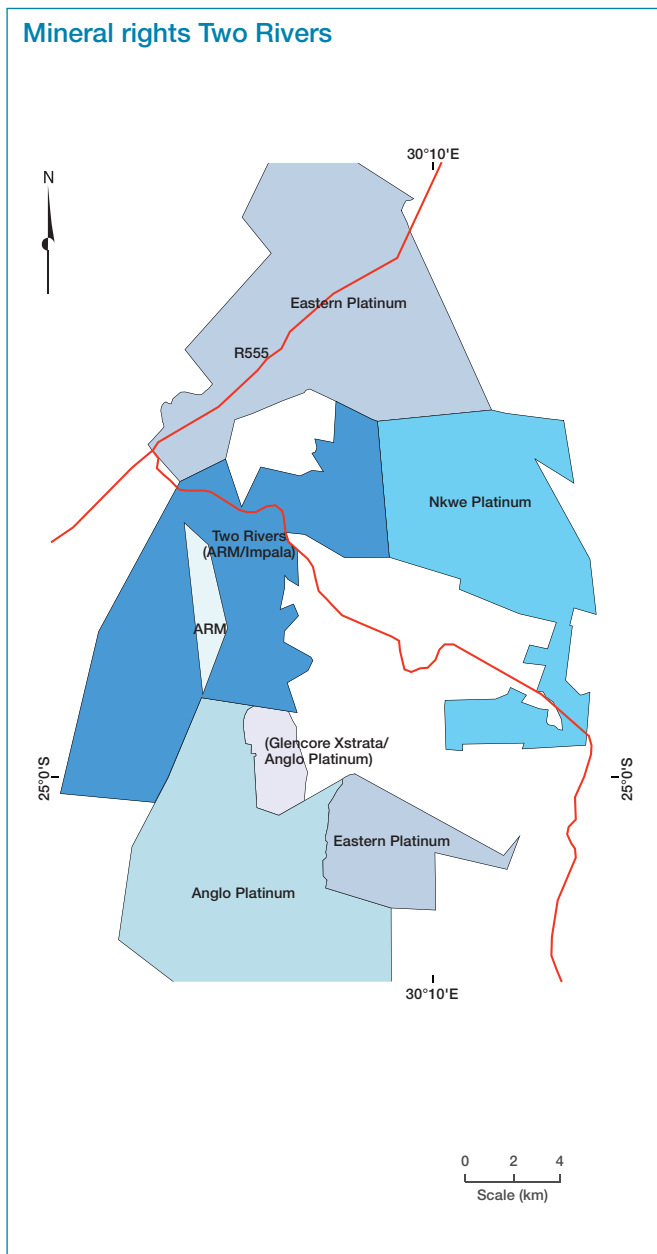 Mineral rights Two Rivers
30°10'E
N
Eastern Platinum
R555
Nkwe Platinum
Two Rivers
(ARM/Impala)
ARM
(Glencore Xstrata/
Anglo Platinum)
25°0'S
25°0'S
Eastern Platinum
Anglo Platinum
30°10'E
0 2 4
Scale (km)